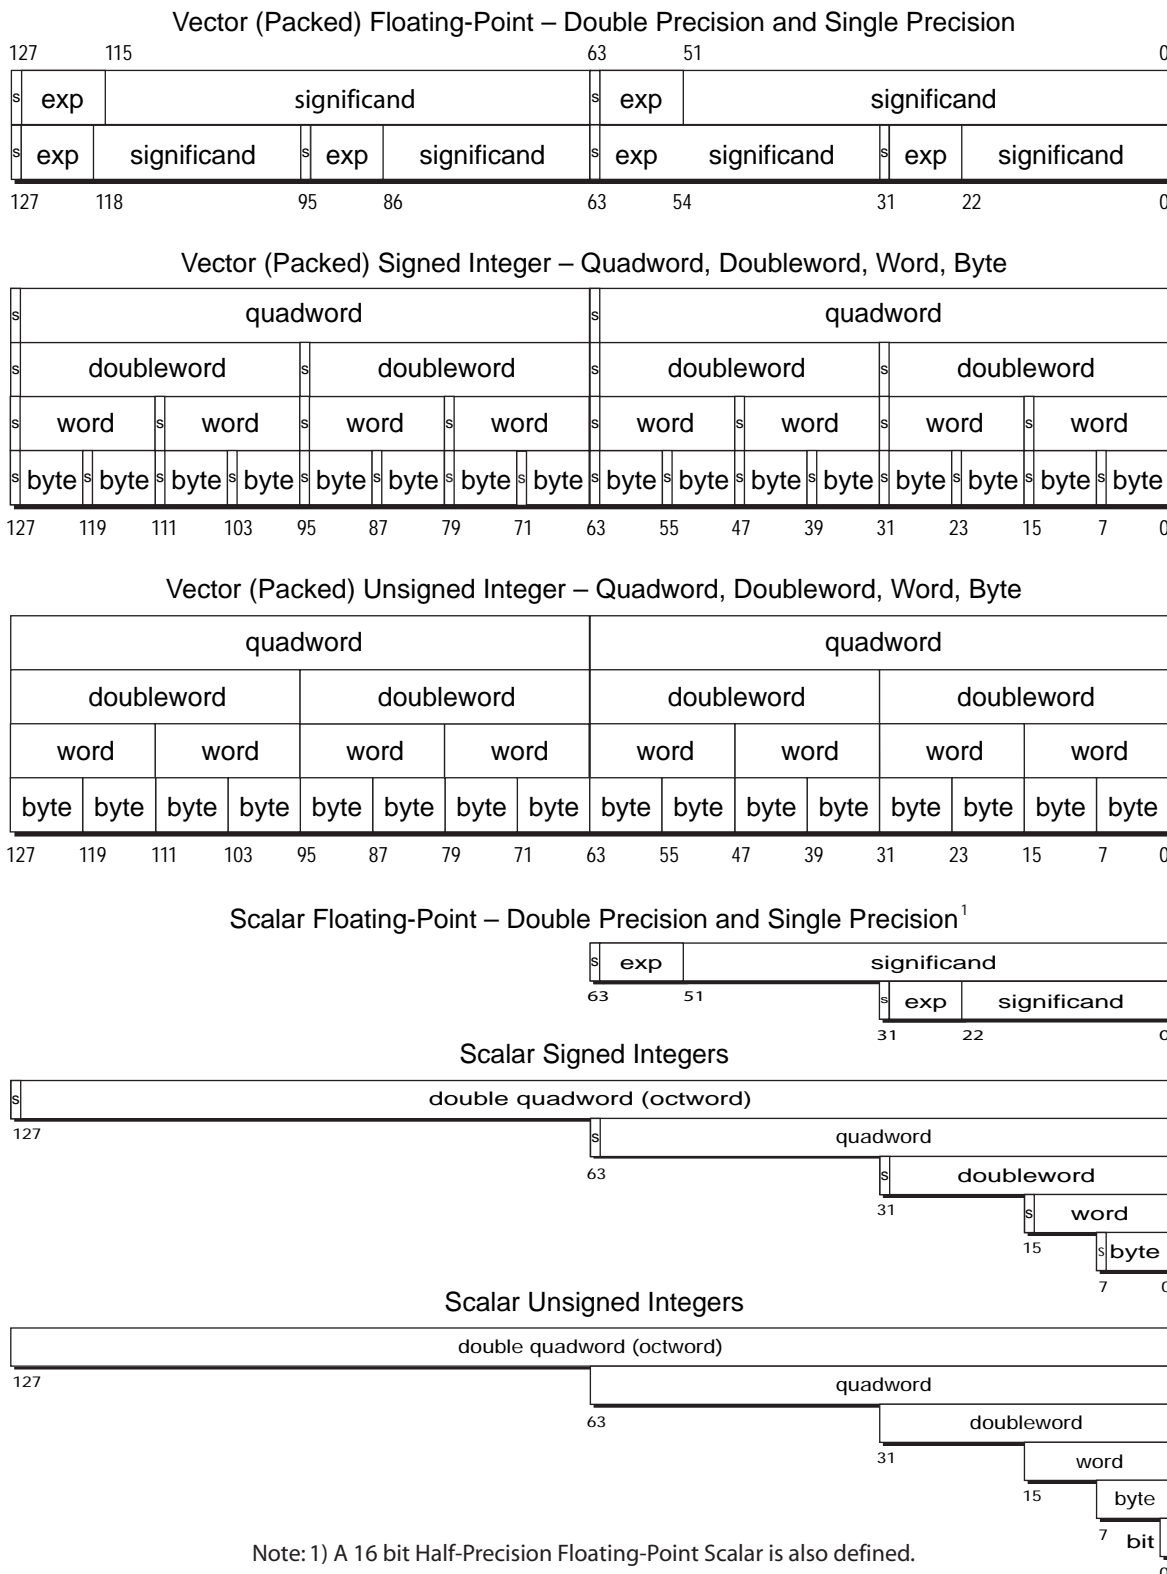 Vector (Packed) Floating-Point – Double Precision and Single Precision
127 115 63 51 0
s exp significand s exp significand
s exp significand s exp significand s exp significand s exp significand
127 118 95 86 63 54 31 22 0
Vector (Packed) Signed Integer – Quadword, Doubleword, Word, Byte
s quadword s quadword
s doubleword s doubleword s doubleword s doubleword
s word s word s word s word s word s word s word s word
s byte s byte s byte s byte s byte s byte s byte s byte s byte s byte s byte s byte s byte s byte s byte s byte
127 119 111 103 95 87 79 71 63 55 47 39 31 23 15 7 0
Vector (Packed) Unsigned Integer – Quadword, Doubleword, Word, Byte
quadword quadword
doubleword doubleword doubleword doubleword
word word word word word word word word
byte byte byte byte byte byte byte byte byte byte byte byte byte byte byte byte
127 119 111 103 95 87 79 71 63 55 47 39 31 23 15 7 0
Scalar Floating-Point – Double Precision and Single Precision1
s exp significand
63 51
s exp significand
31 22 0
Scalar Signed Integers
s double quadword (octword)
127
s quadword
63
s doubleword
31
s word
15
s byte
7 0
Scalar Unsigned Integers
double quadword (octword)
127
quadword
63
doubleword
31
word
15
byte
7
bit
0
Note: 1) A 16 bit Half-Precision Floating-Point Scalar is also defined.